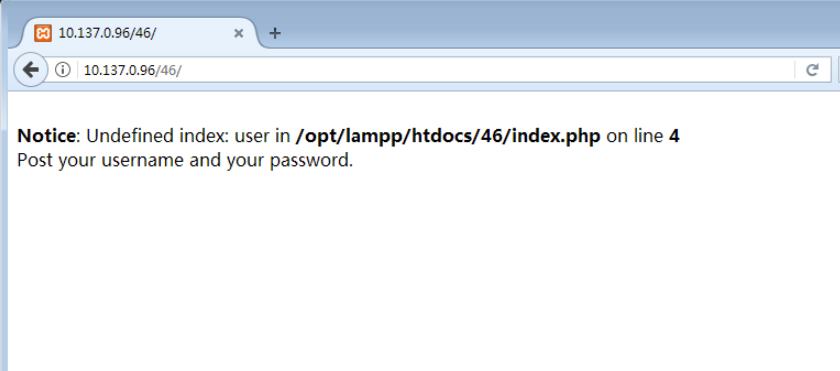 10.137.0.96/46/
10.137.0.96/46/
Notice: Undefined index: user in /opt/lampp/htdocs/46/index.php on line 4
Post your username and your password.